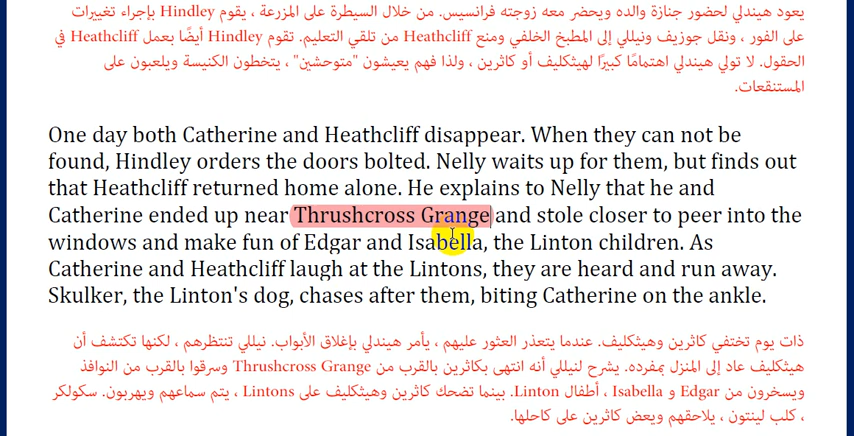 يعود هيندلي لحضور جنازة والده ويحضر معه زوجته فرانسيس. من خلال السيطرة على المزرعة ، يقوم Hindley بإجراء تغييرات
على الفور ، ونقل جوزيف ونيللي إلى المطبخ الخلفي ومنع Heathcliff من تلقي التعليم. تقوم Hindley أيضًا بعمل Heathcliff في
الحقول. لا تولي هيندلي اهتمامًا كبيرًا لهيثكليف أو كاثرين ، ولذا فهم يعيشون "متوحشين" ، يتخطون الكنيسة ويلعبون على
المستنقعات.
One day both Catherine and Heathcliff disappear. When they can not be
found, Hindley orders the doors bolted. Nelly waits up for them, but finds out
that Heathcliff returned home alone. He explains to Nelly that he and
Catherine ended up near Thrushcross Grange and stole closer to peer into the
windows and make fun of Edgar and Isabella, the Linton children. As
Catherine and Heathcliff laugh at the Lintons, they are heard and run away.
Skulker, the Linton's dog, chases after them, biting Catherine on the ankle.
ذات يوم تختفي كاثرين وهيثكليف. عندما يتعذر العثور عليهم ، يأمر هيندلي بإغلاق الأبواب. نيللي تنتظرهم ، لكنها تكتشف أن
هيثكليف عاد إلى المنزل بمفرده. يشرح لنيللي أنه انتهى بكاثرين بالقرب من Thrushcross Grange وسرقوا بالقرب من النوافذ
ويسخرون من Edgar و Isabella ، أطفال Linton. بينما تضحك كاثرين وهيثكليف على Lintons ، يتم سماعهم ويهربون. سكولكر
، كلب لينتون ، يلاحقهم ويعض كاثرين على كاحلها.